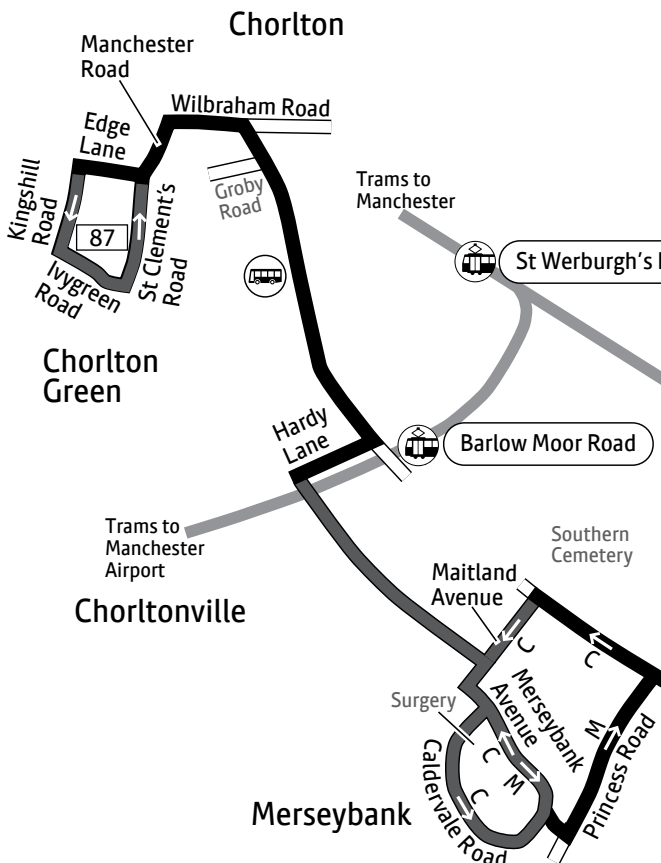 Chorlton
Manchester
Road
Wilbraham Road
Edge
Lane
Groby
Road
Kingshill
Road
87
St Clement's
Road
Ivygreen
Road
Trams to
Manchester
St Werburgh's
Chorlton
Green
Hardy
Lane
Barlow Moor Road
Trams to
Manchester
Airport
Southern
Cemetery
Maitland
Avenue
Chorltonville
C
C
Surgery
Merseybank
Avenue
M
Princess Road
C
M
C
Caldervale Road
Merseybank